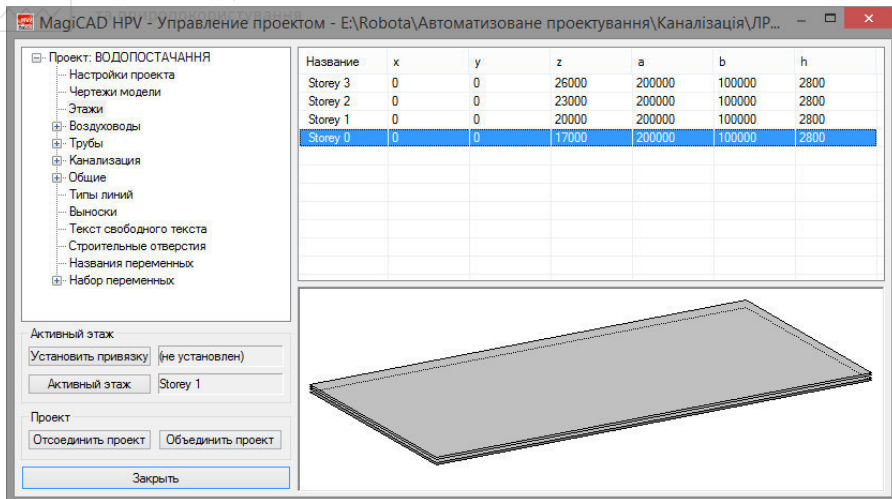 та природокористування
MagiCAD HPV - Управление проектом - E:\Robota\Автоматизоване проектування\Каналізація\ЛР...
Проект: ВОДОПОСТАЧАННЯ
Настройки проекта
Чертежи модели
Этажи
Воздуховоды
Трубы
Канализация
Общие
Типы линий
Выноски
Текст свободного текста
Строительные отверстия
Названия переменных
Набор переменных
Название x y z a b h
Storey 3 0 0 26000 200000 100000 2800
Storey 2 0 0 23000 200000 100000 2800
Storey 1 0 0 20000 200000 100000 2800
Storey 0 0 0 17000 200000 100000 2800
Активный этаж
Установить привязку (не установлен)
Активный этаж Storey 1
Проект
Отсоединить проект Объединить проект
Закрыть